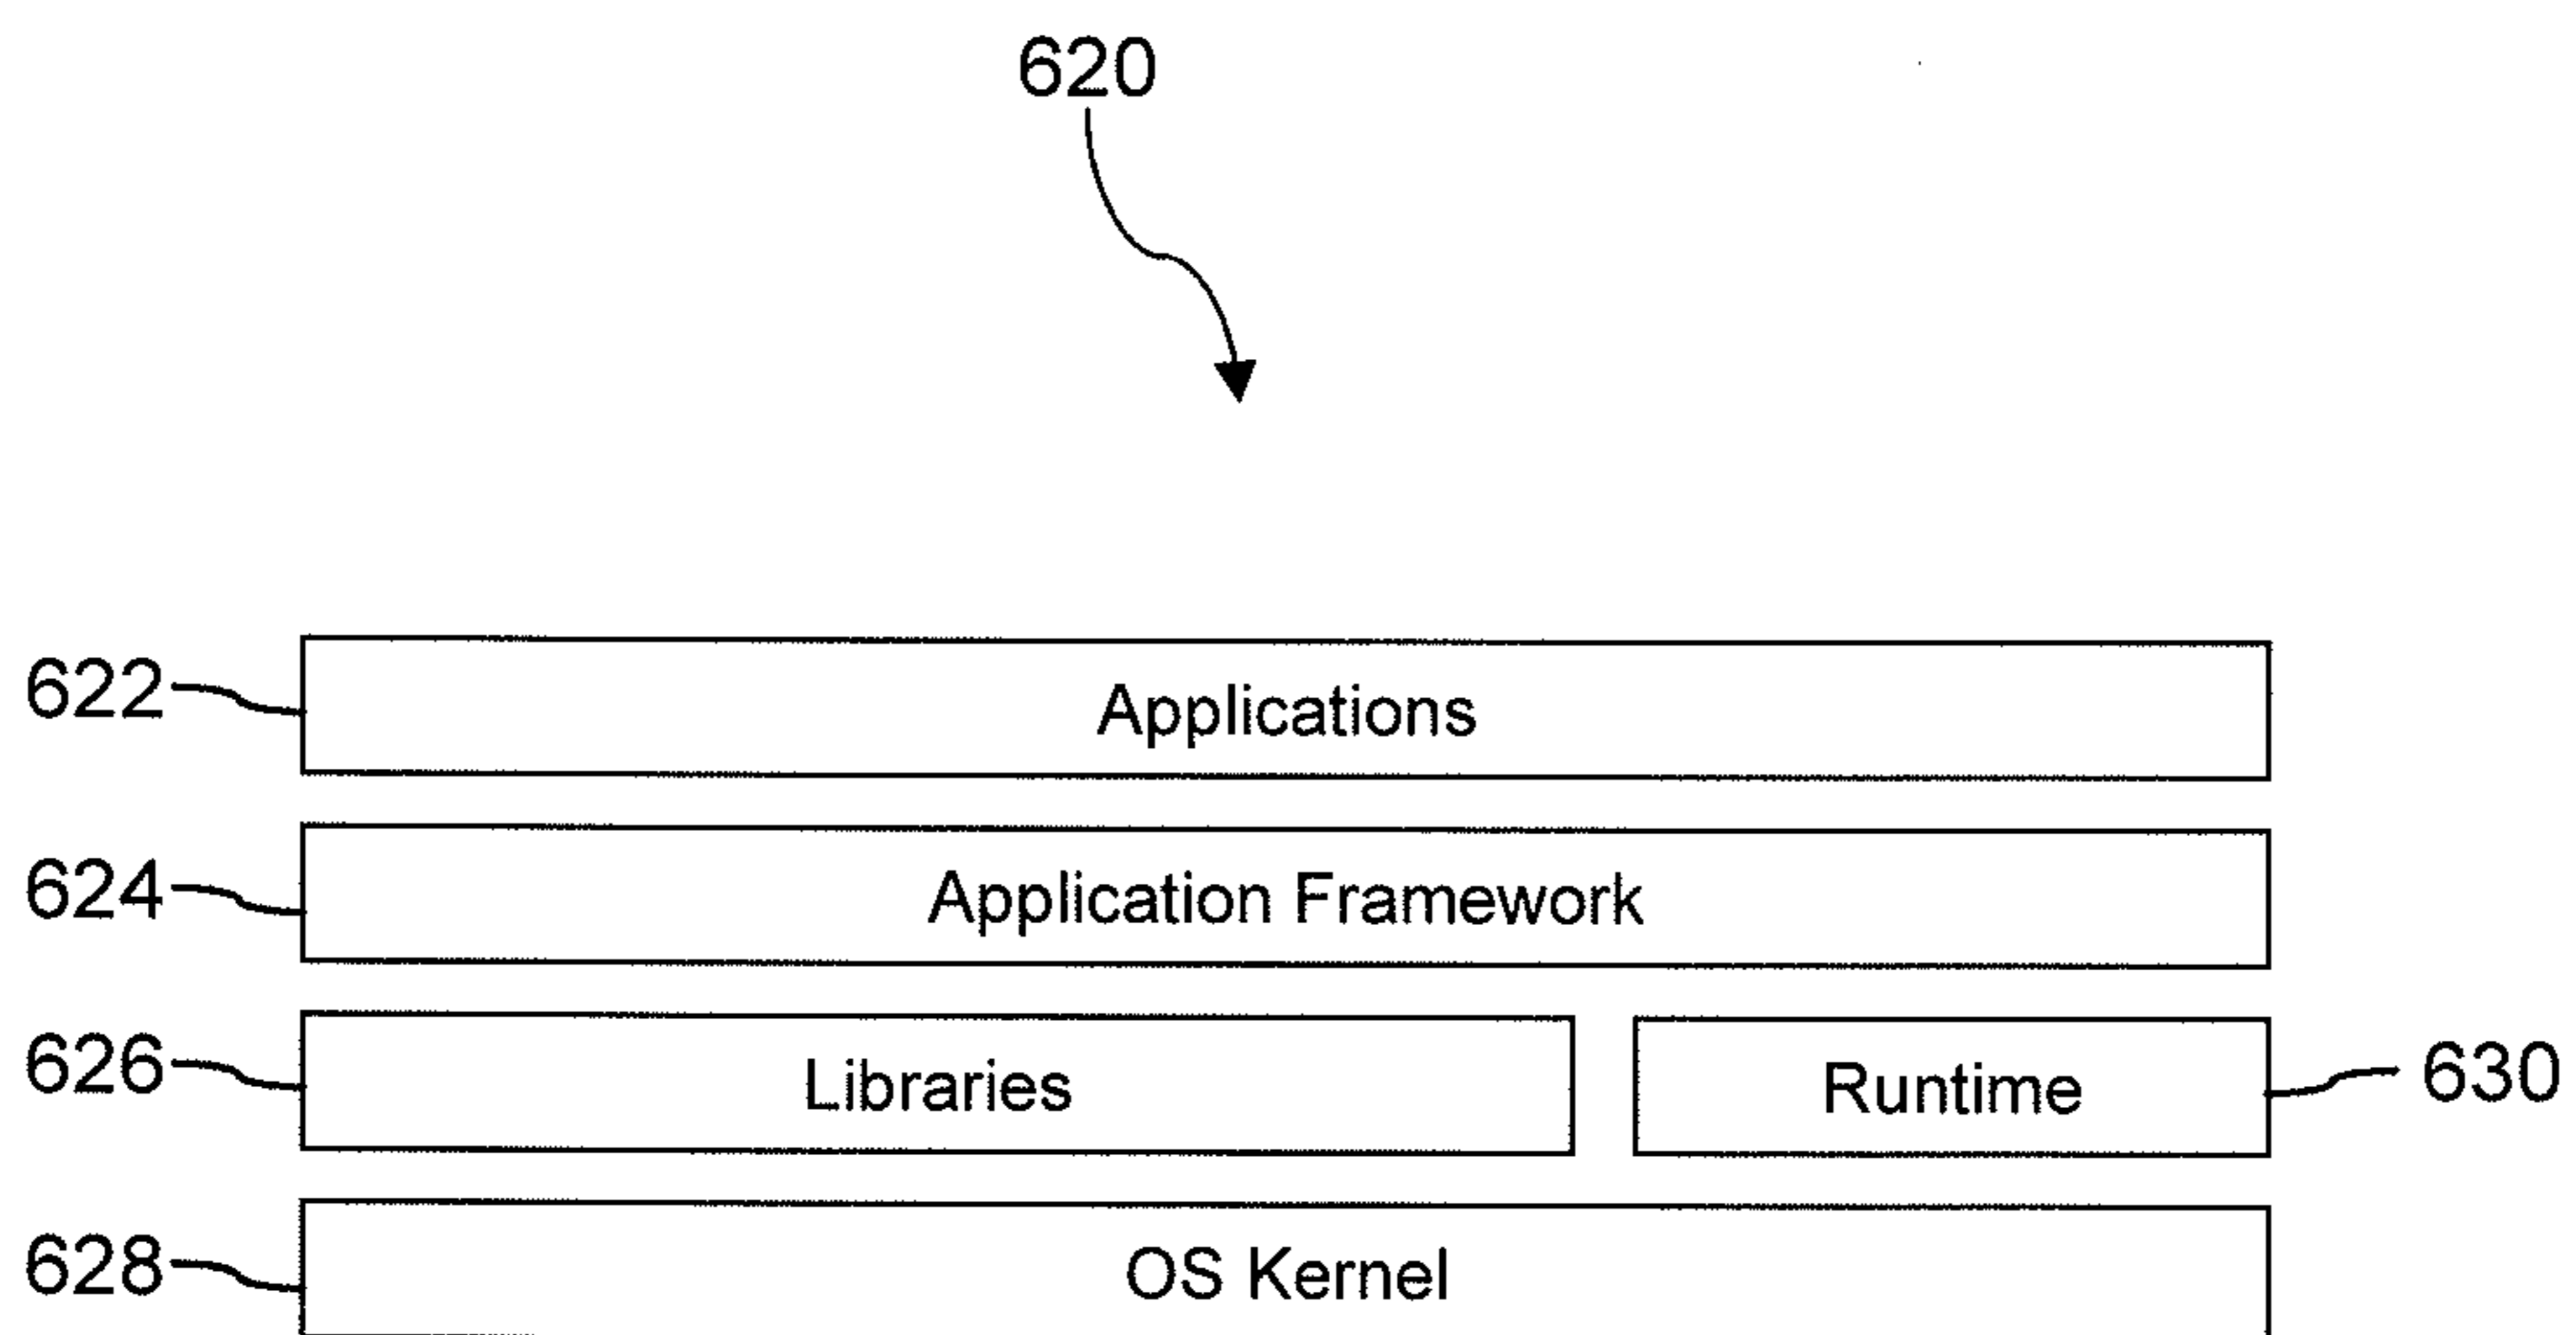 620
622
Applications
624
Application Framework
626
Libraries
Runtime
630
628
OS Kernel